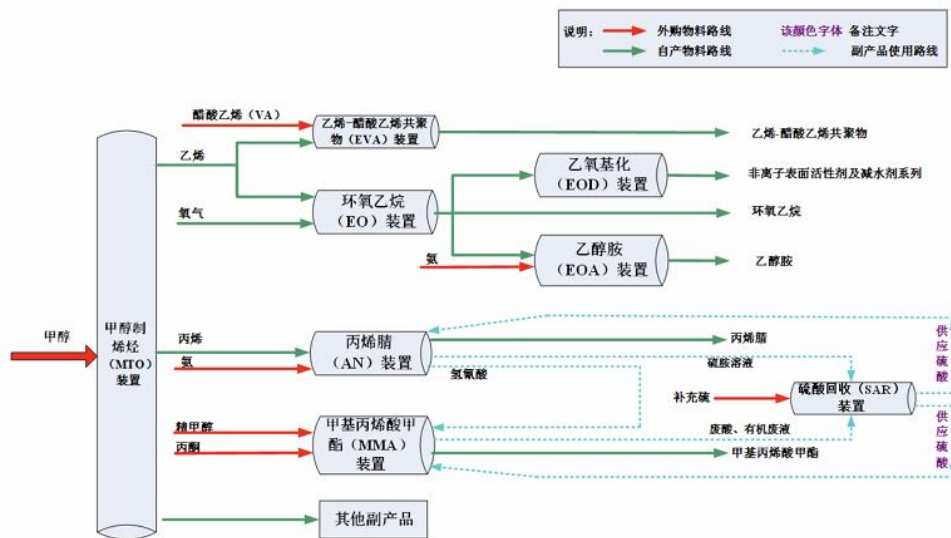 说明:
外购物料路线
该颜色字体
备注文字
自产物料路线
副产品使用路线
醋酸乙烯(VA)
乙烯-醋酸乙烯共聚
物(EVA)装置
乙烯-醋酸乙烯共聚物
乙烯
乙氧基化
(EOD)装置
非离子表面活性剂及减水剂系列
环氧乙烷
(EO)装置
氧气
环氧乙烷
氨
乙醇胺
(EOA)装置
乙醇胺
甲醇
甲醇制
烯烃
(MTO)
装置
丙烯
氨
丙烯腈
(AN)装置
丙烯腈
氢氰酸
硫胺溶液
供应硫酸
补充硫
硫酸回收(SAR)
装置
精甲醇
丙酮
甲基丙烯酸甲
酯(MMA)
装置
废酸、有机废液
甲基丙烯酸甲酯
供应硫酸
其他副产品